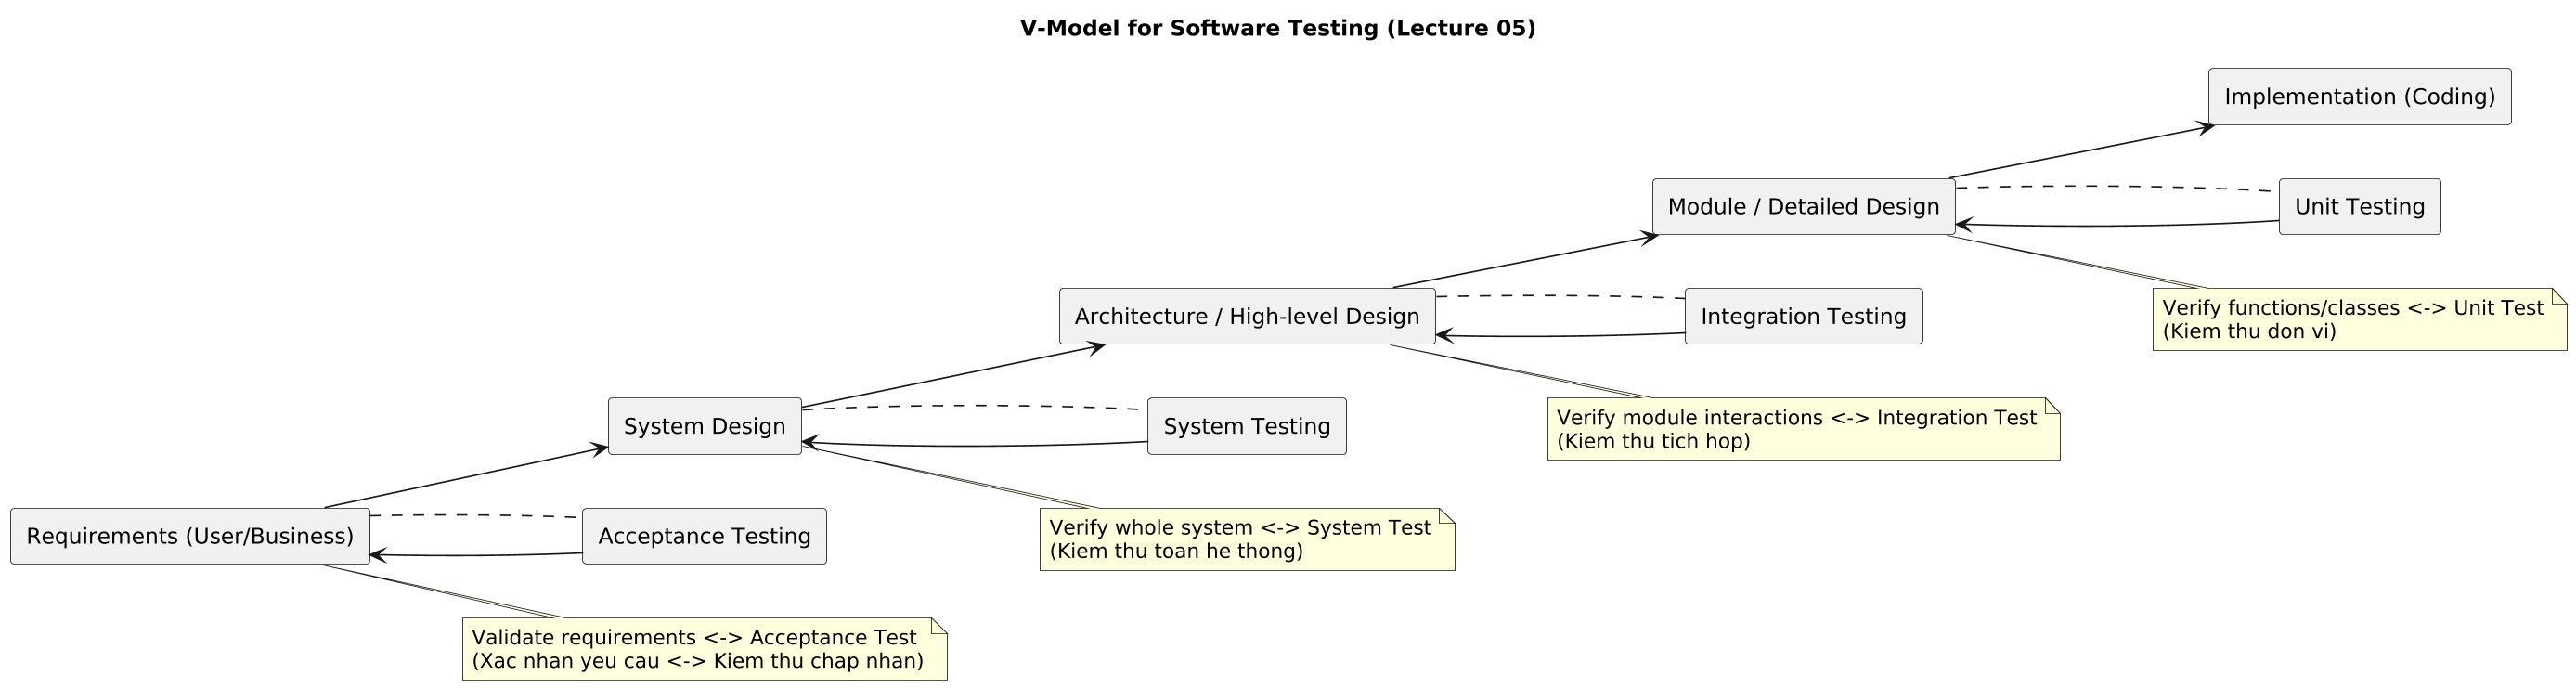 V-Model for Software Testing (Lecture 05)
Implementation (Coding)
Module / Detailed Design
Unit Testing
Verify functions/classes <-> Unit Test
(Kiem thu don vi)
Architecture / High-level Design
Integration Testing
Verify module interactions <-> Integration Test
(Kiem thu tich hop)
System Design
System Testing
Verify whole system <-> System Test
(Kiem thu toan he thong)
Requirements (User/Business)
Acceptance Testing
Validate requirements <-> Acceptance Test
(Xac nhan yeu cau <-> Kiem thu chap nhan)